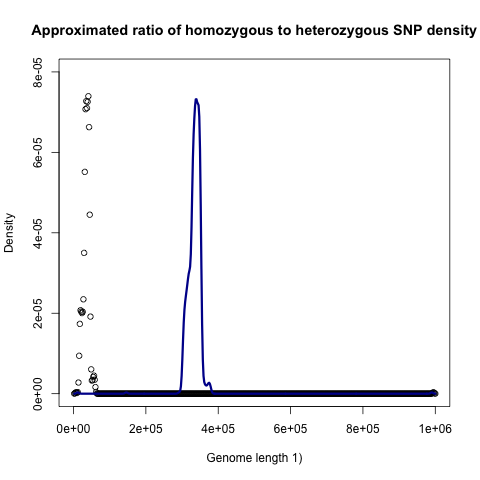 Approximated ratio of homozygous to heterozygous SNP density
8e-05
6e-05
4e-05
2e-05
0e+00
Density
0e+00 2e+05 4e+05 6e+05 8e+05 1e+06
Genome length 1)